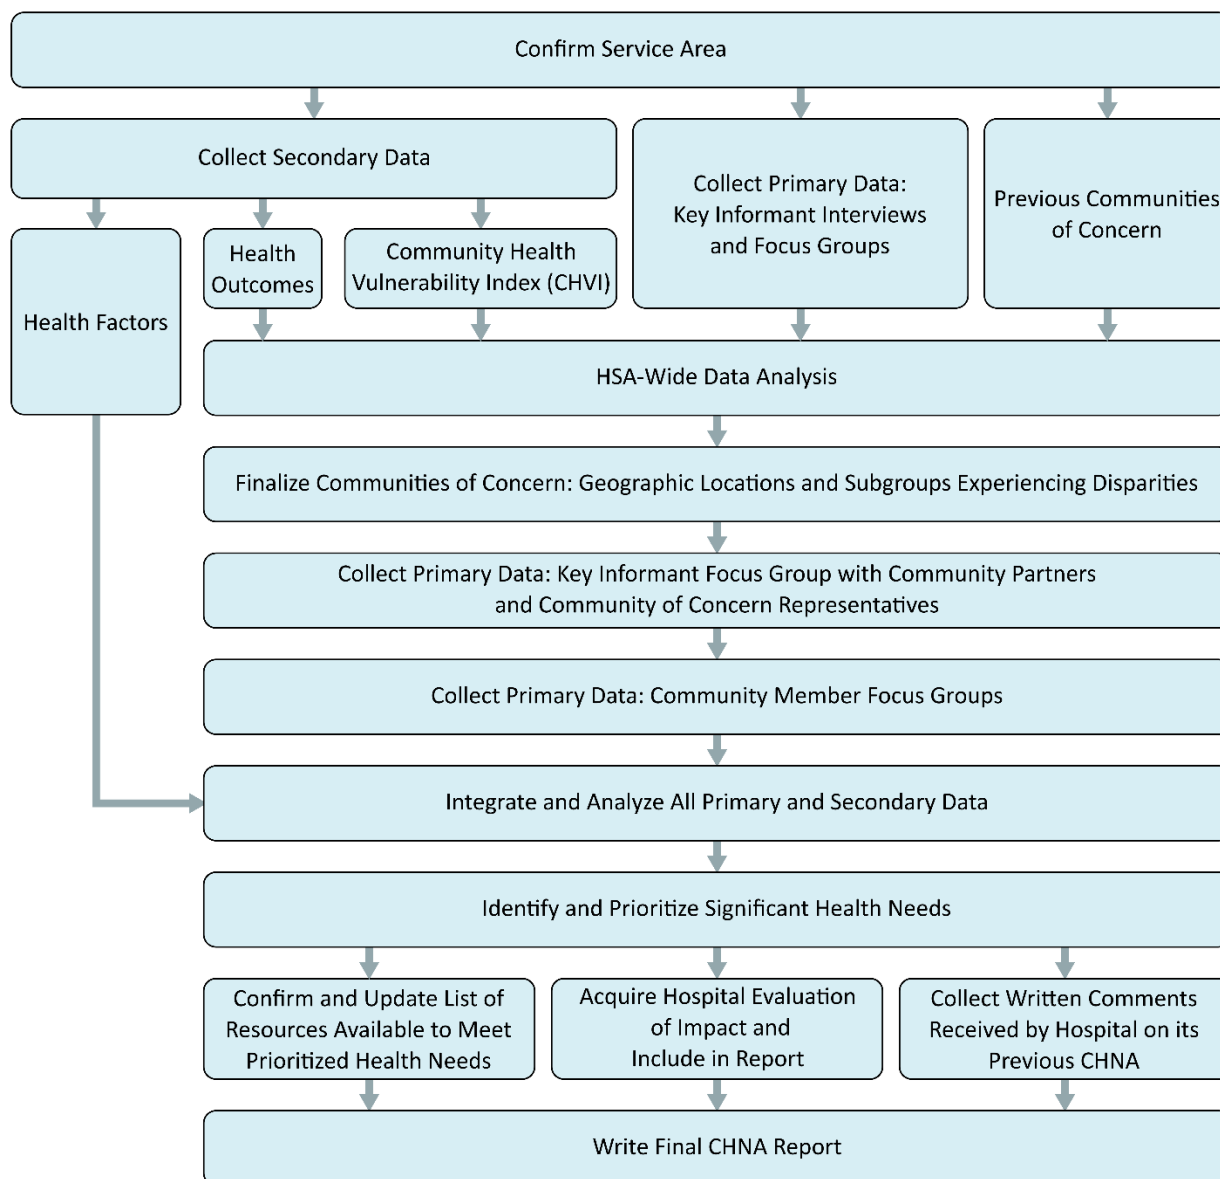 Confirm Service Area
Collect Secondary Data
Collect Primary Data:
Key Informant Interviews
and Focus Groups
Previous Communities
of Concern
Health Factors
Health
Outcomes
Community Health
Vulnerability Index (CHVI)
HSA-Wide Data Analysis
Finalize Communities of Concern: Geographic Locations and Subgroups Experiencing Disparities
Collect Primary Data: Key Informant Focus Group with Community Partners
and Community of Concern Representatives
Collect Primary Data: Community Member Focus Groups
Integrate and Analyze All Primary and Secondary Data
Identify and Prioritize Significant Health Needs
Confirm and Update List of
Resources Available to Meet
Prioritized Health Needs
Acquire Hospital Evaluation
of Impact and
Include in Report
Collect Written Comments
Received by Hospital on its
Previous CHNA
Write Final CHNA Report